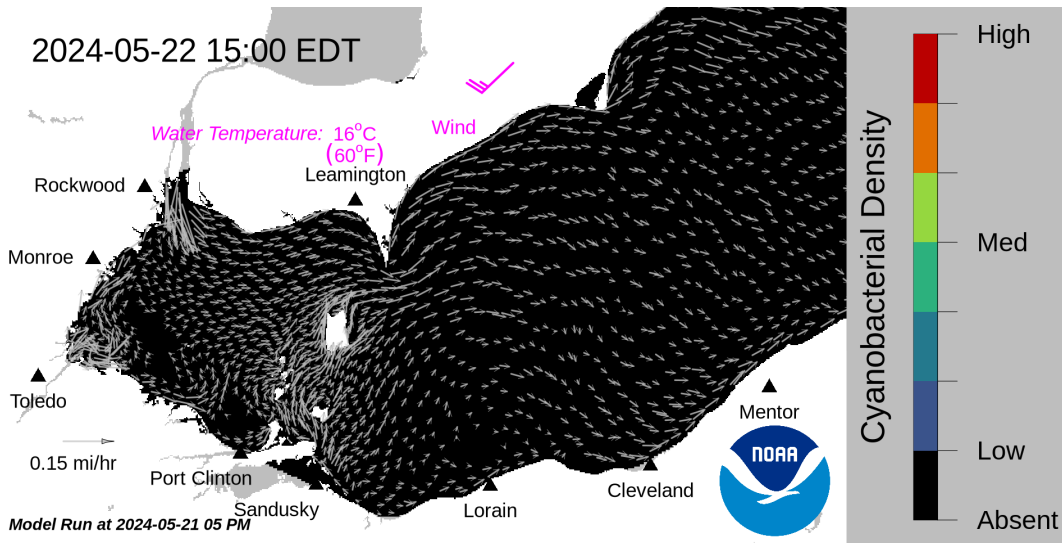 2024-05-22 15:00 EDT
Wind
Water Temperature: 16°C
(60°F)
Leamington
Rockwood
Monroe
Toledo
0.15 mi/hr
Port Clinton
Sandusky
Lorain
Cleveland
Mentor
NOAA
Model Run at 2024-05-21 05 PM
Cyanobacterial Density
High
Med
Low
Absent